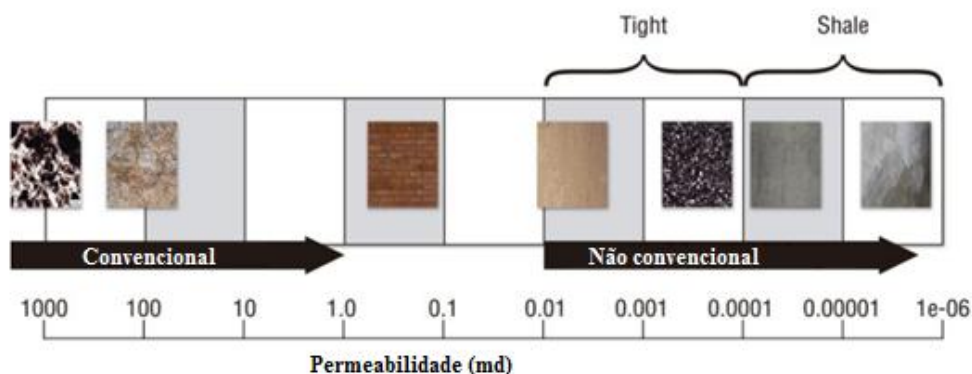 Tight Shale
Convencional Não convencional
1000 100 10 1.0 0.1 0.01 0.001 0.0001 0.00001 1e-06
Permeabilidade (md)